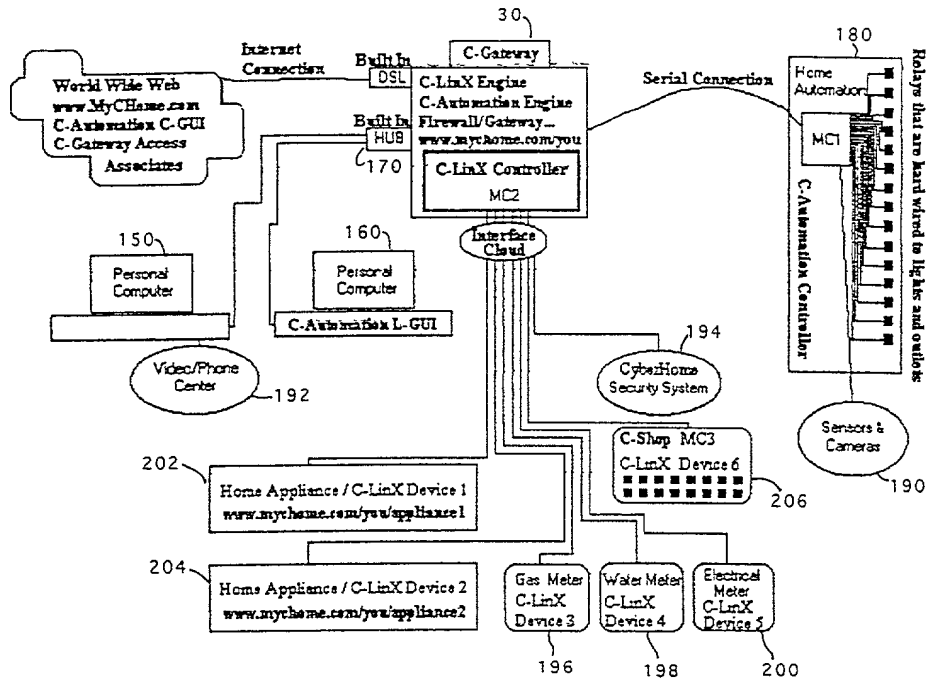 30
C-Gateway
180
Internet
Connection
Built In
DSL
World Wide Web
www.MyCHome.com
C-Automation C-GUI
C-Gateway Access
Associates
C-LinX Engine
C-Automation Engine
Firewall/Gateway...
www.mychome.com/you
Built In
HUB
170
C-LinX Controller
MC2
Serial Connection
Home
Automation
MC1
C-Automation Controller
Relays that are hard wired to lights and outlets
Interface
Cloud
150
Personal
Computer
160
Personal
Computer
C-Automation L-GUI
Video/Phone
Center
192
194
CyberHome
Security System
Sensors &
Cameras
190
C-Shop MC3
C-LinX Device 6
206
202
Home Appliance / C-LinX Device 1
www.mychome.com/you/appliance1
204
Home Appliance / C-LinX Device 2
www.mychome.com/you/appliance2
Gas Meter
C-LinX
Device 3
196
Water Meter
C-LinX
Device 4
198
Electrical
Meter
C-LinX
Device 5
200